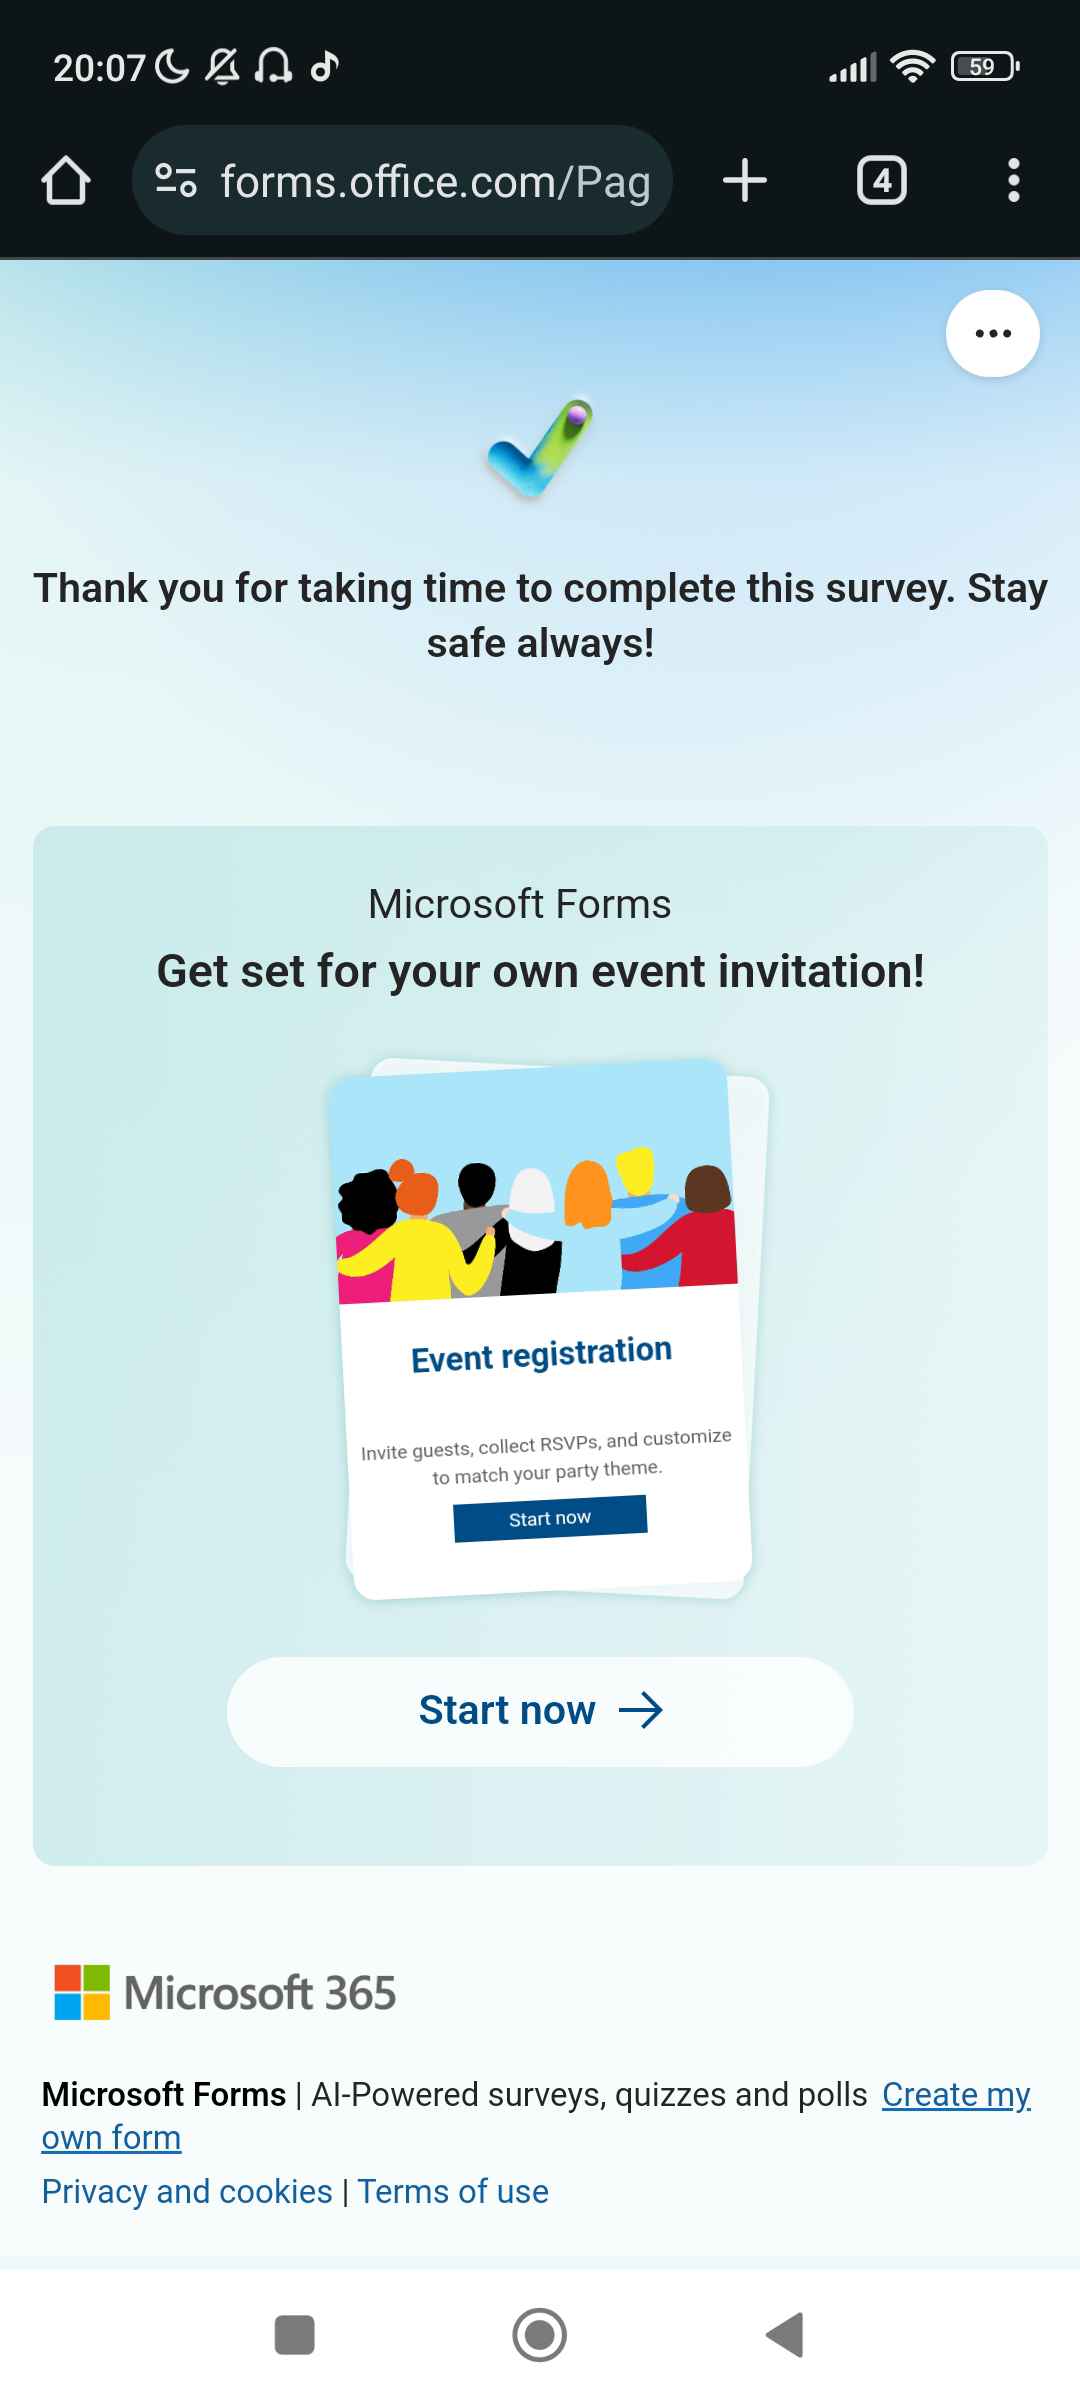 20:07
59
forms.office.com/Pag
4
Thank you for taking time to complete this survey. Stay
safe always!
Microsoft Forms
Get set for your own event invitation!
Event registration
Invite guests, collect RSVPs, and customize
to match your party theme.
Start now
Start now
Microsoft 365
Microsoft Forms | AI-Powered surveys, quizzes and polls Create my
own form
Privacy and cookies | Terms of use